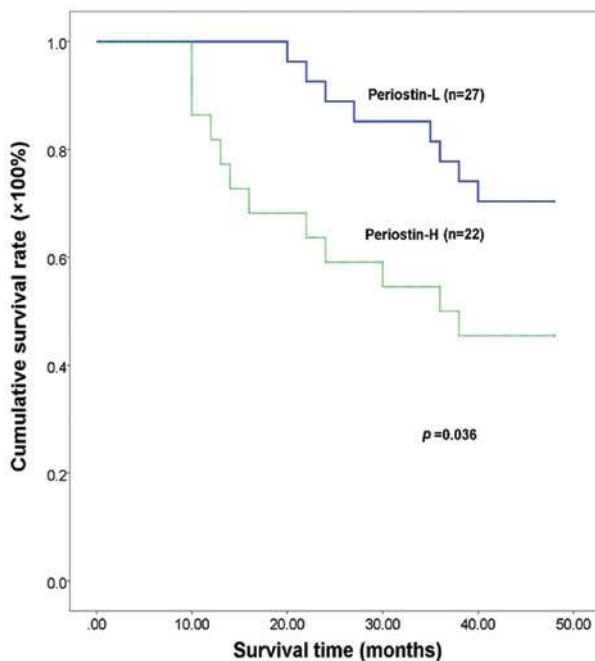 1.0
0.8
0.6
0.4
0.2
0.0
Cumulative survival rate (×100%)
Periostin-L (n=27)
Periostin-H (n=22)
p=0.036
.00 10.00 20.00 30.00 40.00 50.00
Survival time (months)